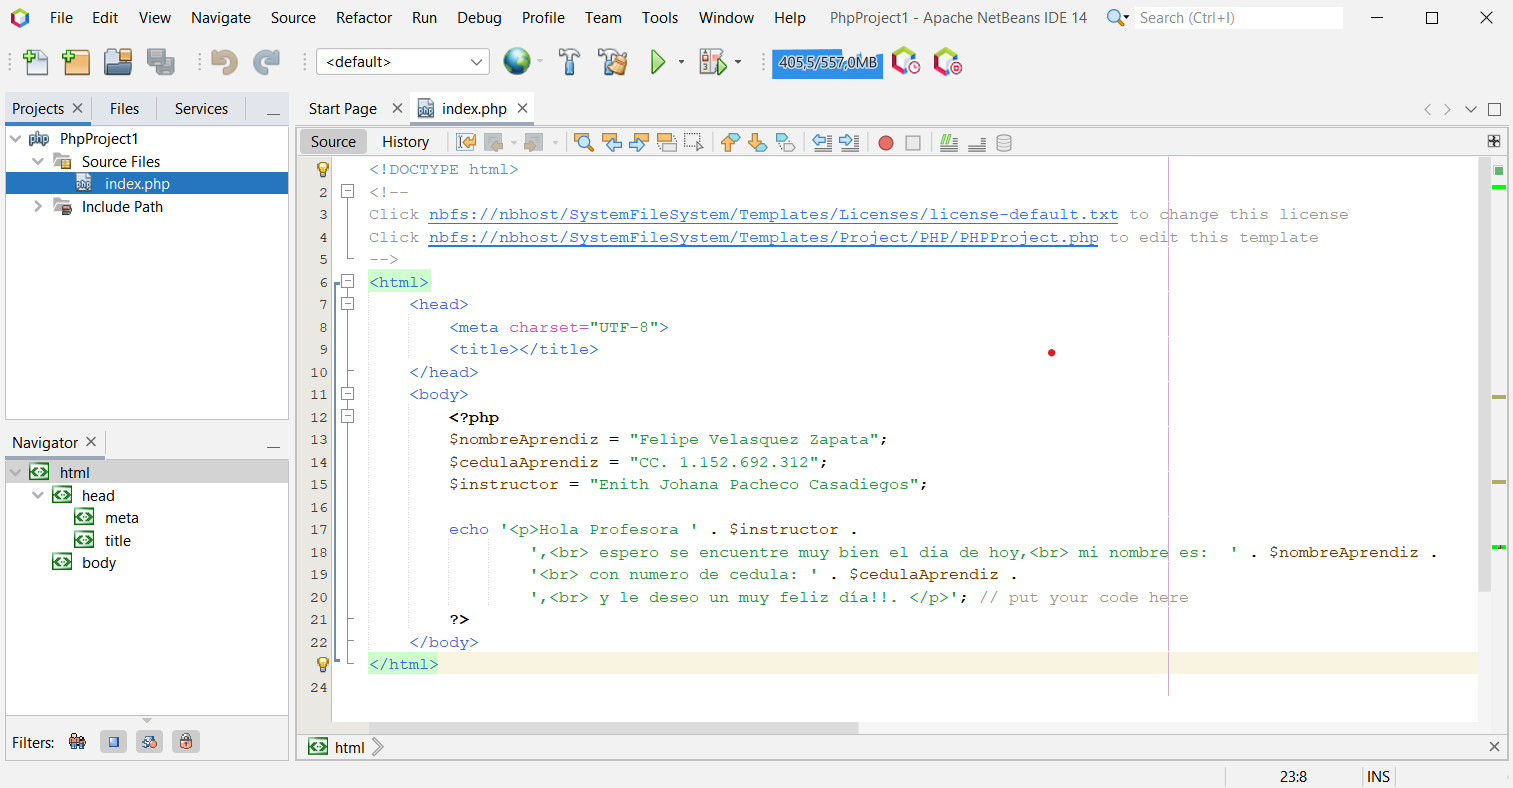 File Edit View Navigate Source Refactor Run Debug Profile Team Tools Window Help PhpProject1 - Apache NetBeans IDE 14 Search (Ctrl+I)
<default> 405,5/557,0MB
Projects Files Services
Start Page index.php
Source History
php PhpProject1
Source Files
index.php
Include Path
Navigator
html
head
meta
title
body
Filters:
<!DOCTYPE html>
2 <!--
3 Click nbfs://nbhost/SystemFileSystem/Templates/Licenses/license-default.txt to change this license
4 Click nbfs://nbhost/SystemFileSystem/Templates/Project/PHP/PHPProject.php to edit this template
5 -->
6 <html>
7 <head>
8 <meta charset="UTF-8">
9 <title></title>
10 </head>
11 <body>
12 <?php
13 $nombreAprendiz = "Felipe Velasquez Zapata";
14 $cedulaAprendiz = "CC. 1.152.692.312";
15 $instructor = "Enith Johana Pacheco Casadiegos";
16
17 echo '<p>Hola Profesora ' . $instructor .
18 ',<br> espero se encuentre muy bien el dia de hoy,<br> mi nombre es:  ' . $nombreAprendiz .
19 '<br> con numero de cedula: ' . $cedulaAprendiz .
20 ',<br> y le deseo un muy feliz día!!. </p>'; // put your code here
21 ?>
22 </body>
</html>
24
html
23:8 INS